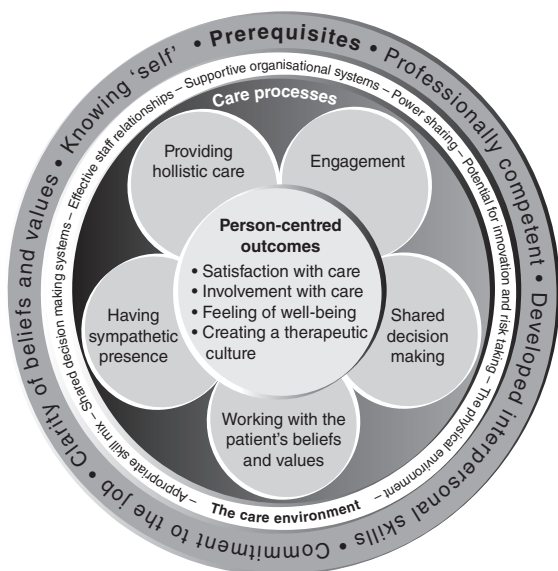 • Prerequisites • Professionally competent • Developed interpersonal skills • Commitment to the job • Clarity of beliefs and values • Knowing ‘self’
The care environment – Appropriate skill mix – Shared decision making systems – Effective staff relationships – Supportive organisational systems – Power sharing – Potential for innovation and risk taking – The physical environment –
Care processes
Providing
hollistic care
Engagement
Person-centred
outcomes
• Satisfaction with care
• Involvement with care
• Feeling of well-being
• Creating a therapeutic
culture
Having
sympathetic
presence
Shared
decision
making
Working with the
patient’s beliefs
and values